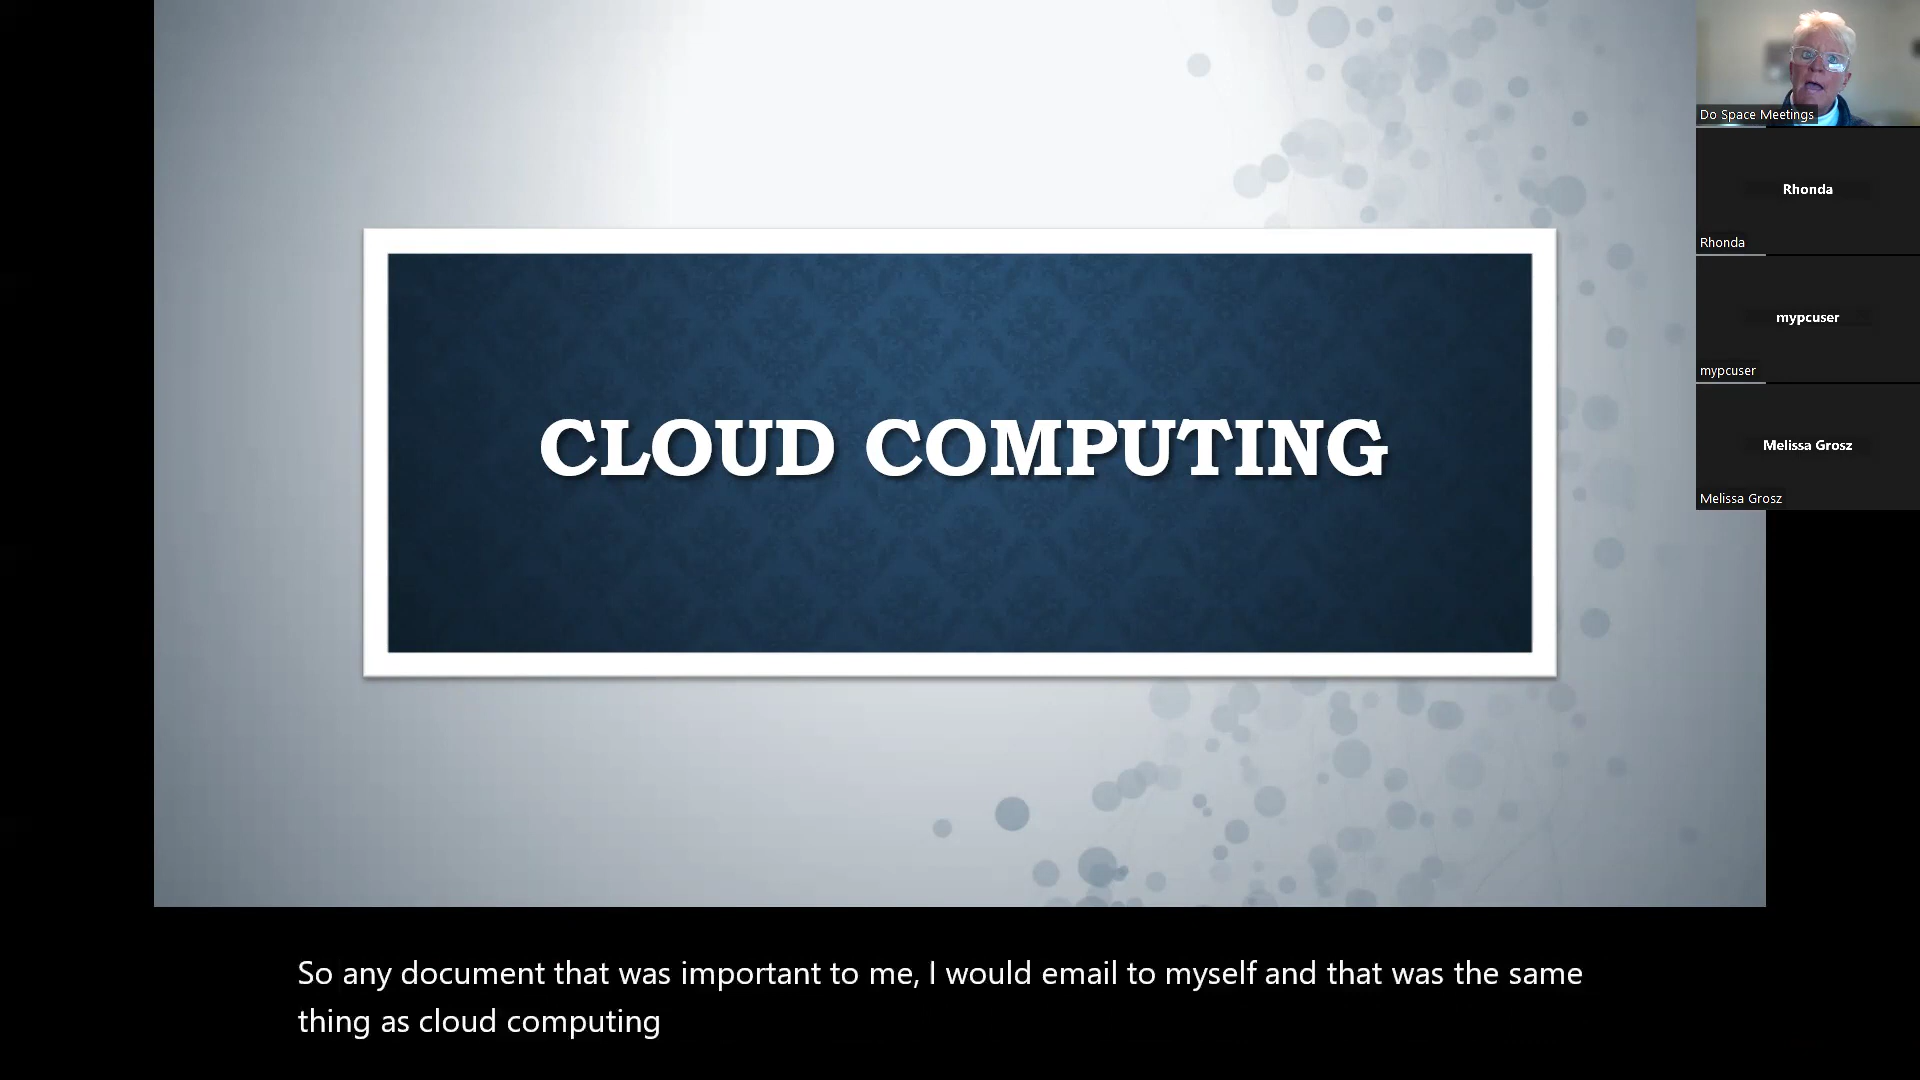 CLOUD COMPUTING
Do Space Meetings
Rhonda
Rhonda
mypcuser
mypcuser
Melissa Grosz
Melissa Grosz
So any document that was important to me, I would email to myself and that was the same
thing as cloud computing